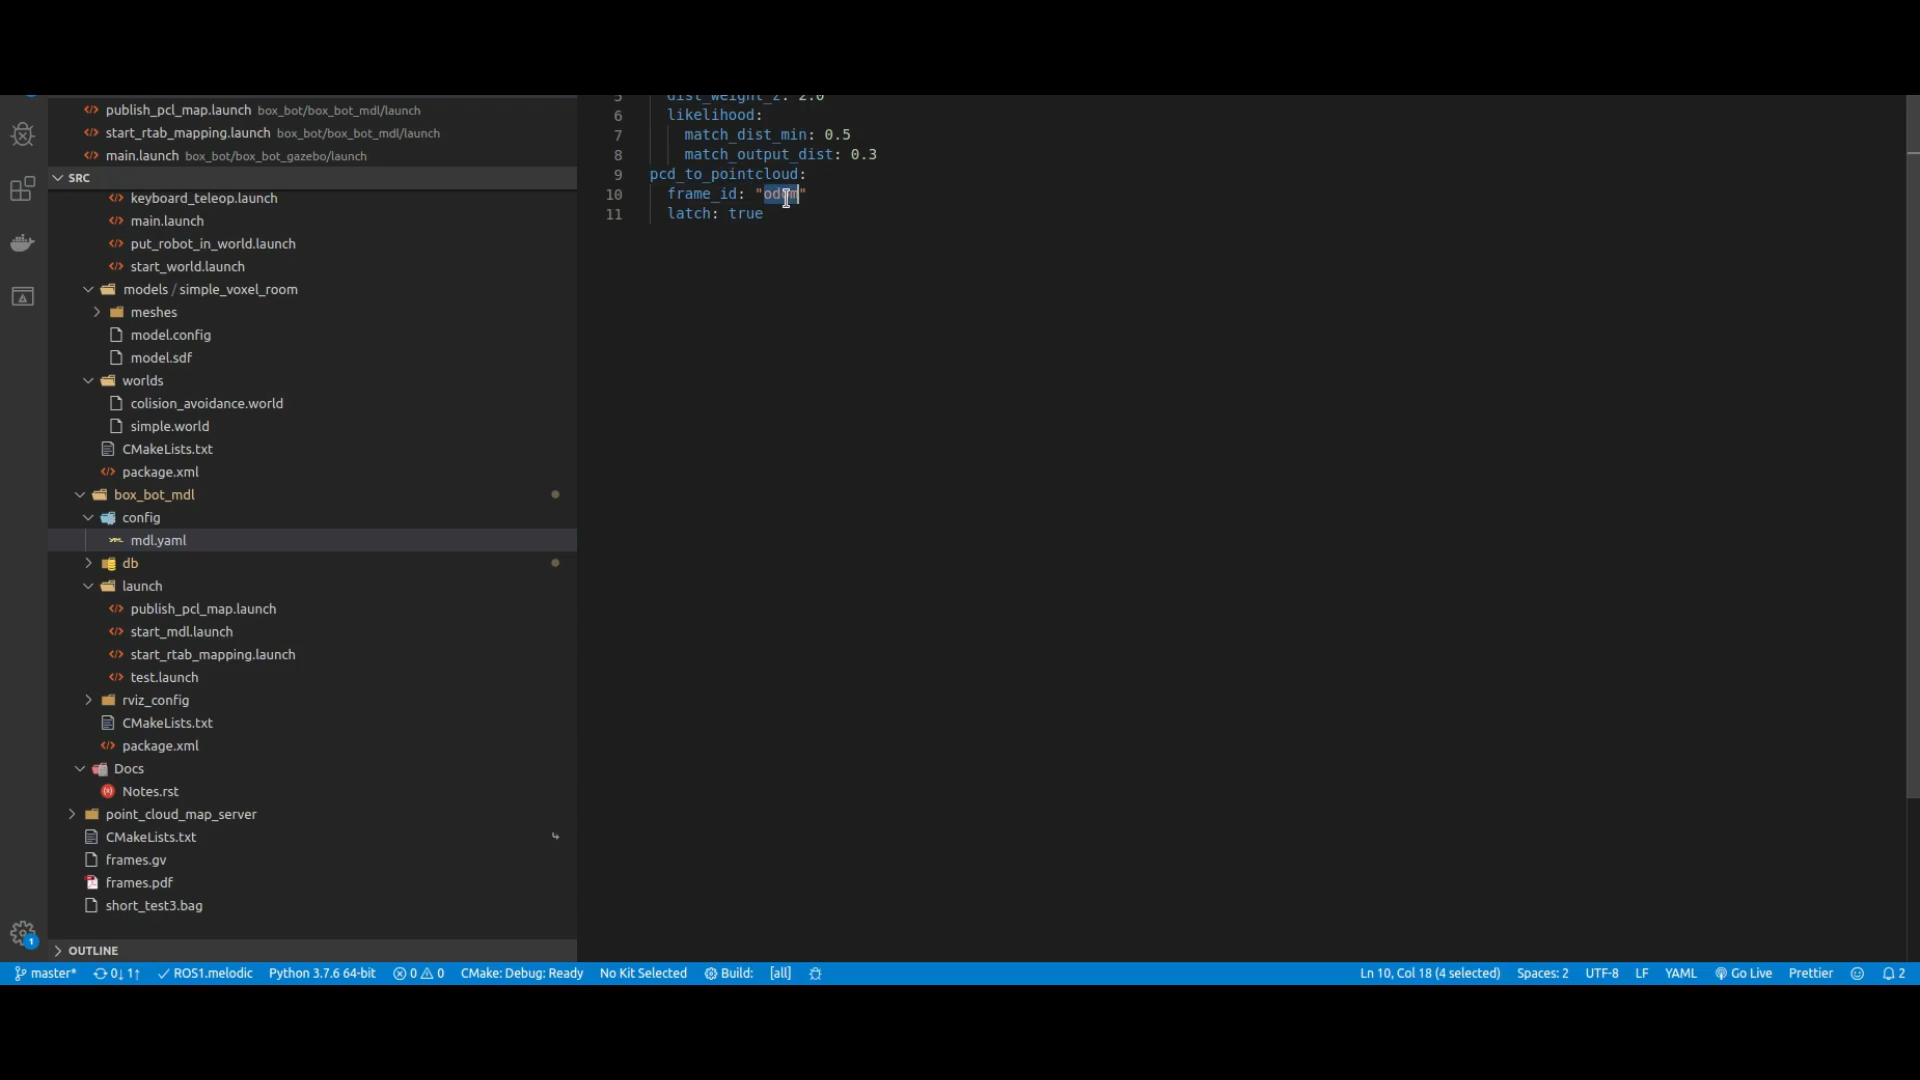 publish_pcl_map.launch box_bot/box_bot_mdl/launch
start_rtab_mapping.launch box_bot/box_bot_mdl/launch
main.launch box_bot/box_bot_gazebo/launch
SRC
keyboard_teleop.launch
main.launch
put_robot_in_world.launch
start_world.launch
models / simple_voxel_room
meshes
model.config
model.sdf
worlds
colision_avoidance.world
simple.world
CMakeLists.txt
package.xml
box_bot_mdl
config
mdl.yaml
db
launch
publish_pcl_map.launch
start_mdl.launch
start_rtab_mapping.launch
test.launch
rviz_config
CMakeLists.txt
package.xml
Docs
Notes.rst
point_cloud_map_server
CMakeLists.txt
frames.gv
frames.pdf
short_test3.bag
OUTLINE
5 dist_weight_z: 2.0
6 likelihood:
7 match_dist_min: 0.5
8 match_output_dist: 0.3
9 pcd_to_pointcloud:
10 frame_id: "odom"
11 latch: true
1
master* 0↓ 1↑ ROS1.melodic Python 3.7.6 64-bit 0 0 CMake: Debug: Ready No Kit Selected Build: [all] Ln 10, Col 18 (4 selected) Spaces: 2 UTF-8 LF YAML Go Live Prettier 2